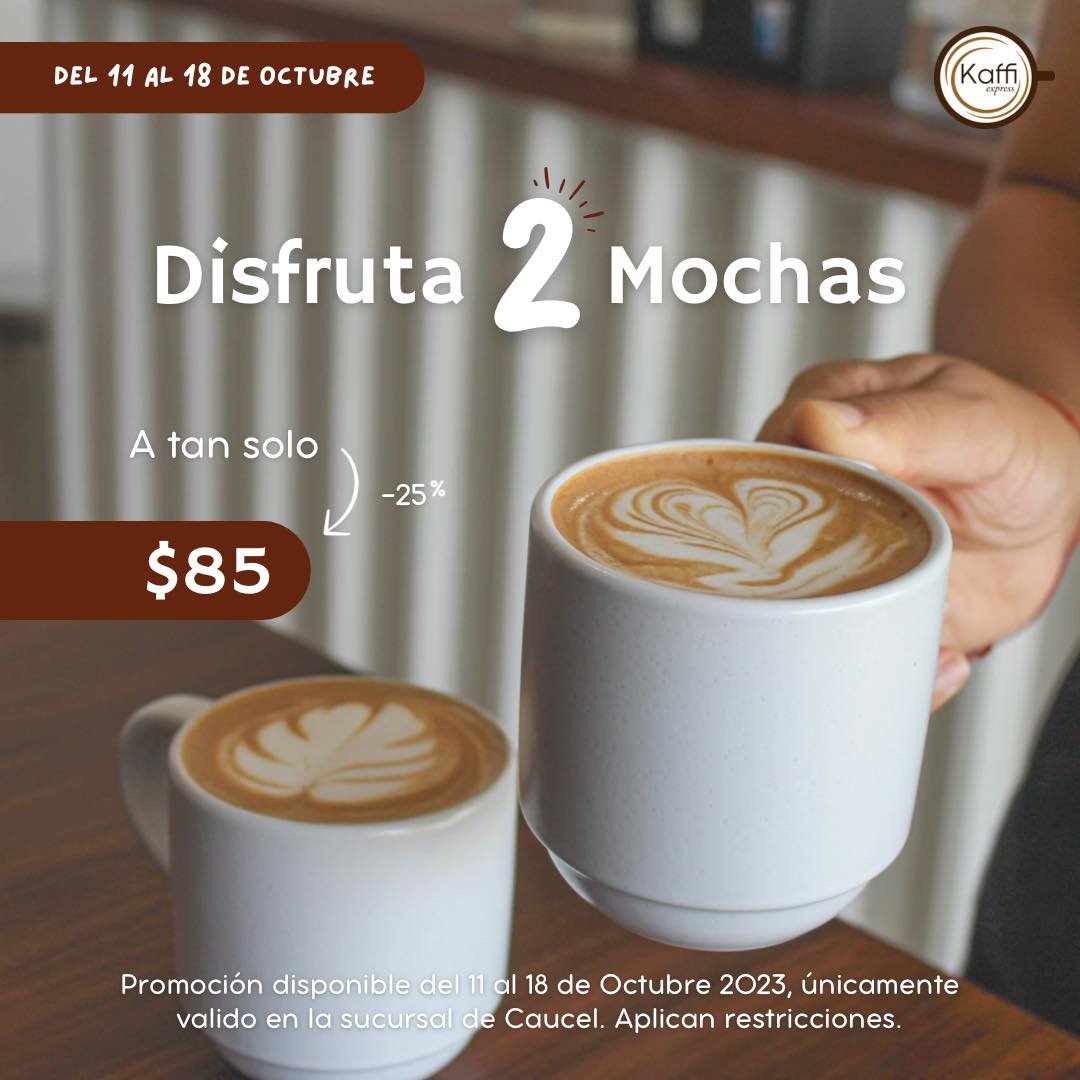 DEL 11 AL 18 DE OCTUBRE
Kaffi
express
Disfruta 2 Mochas
A tan solo
-25%
$85
Promoción disponible del 11 al 18 de Octubre 2023, únicamente
valido en la sucursal de Caucel. Aplican restricciones.